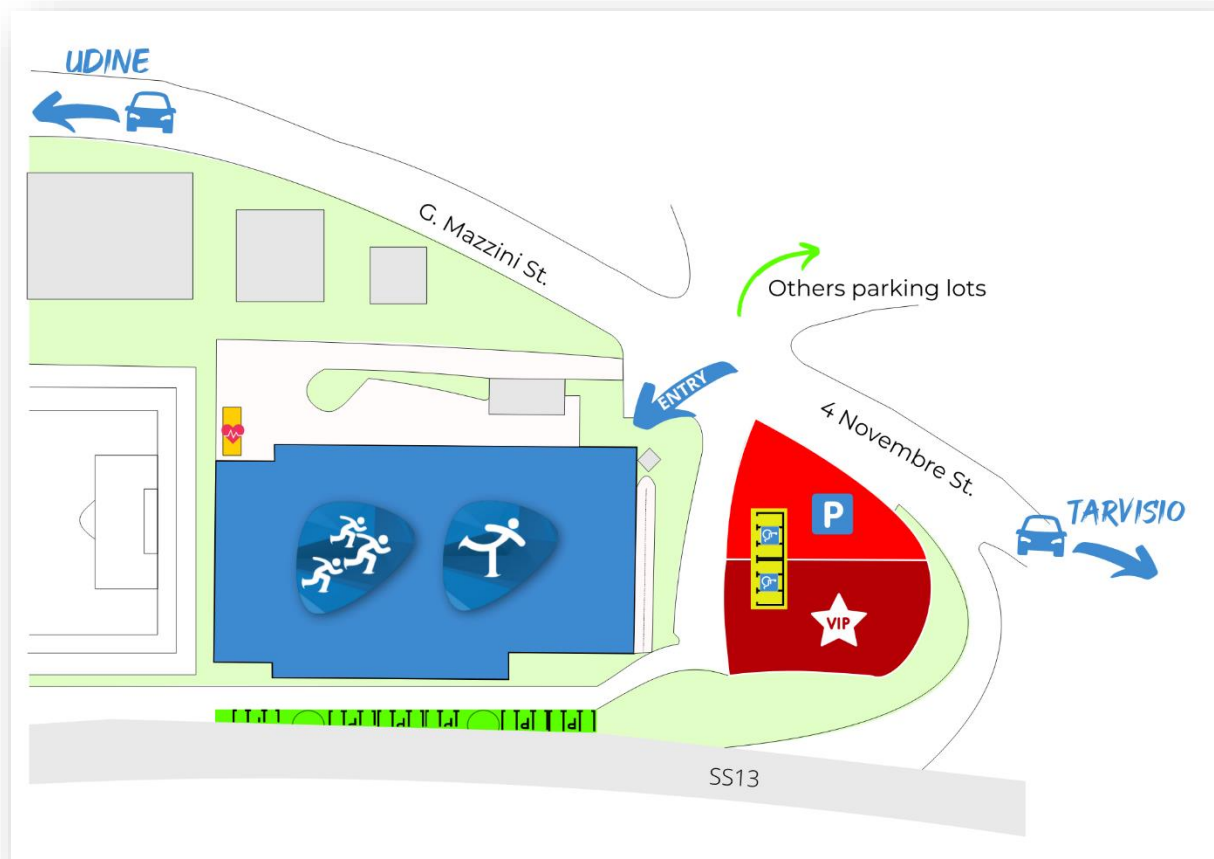 UDINE
G. Mazzini St.
Others parking lots
ENTRY
4 Novembre St.
P
TARVISIO
VIP
SS13